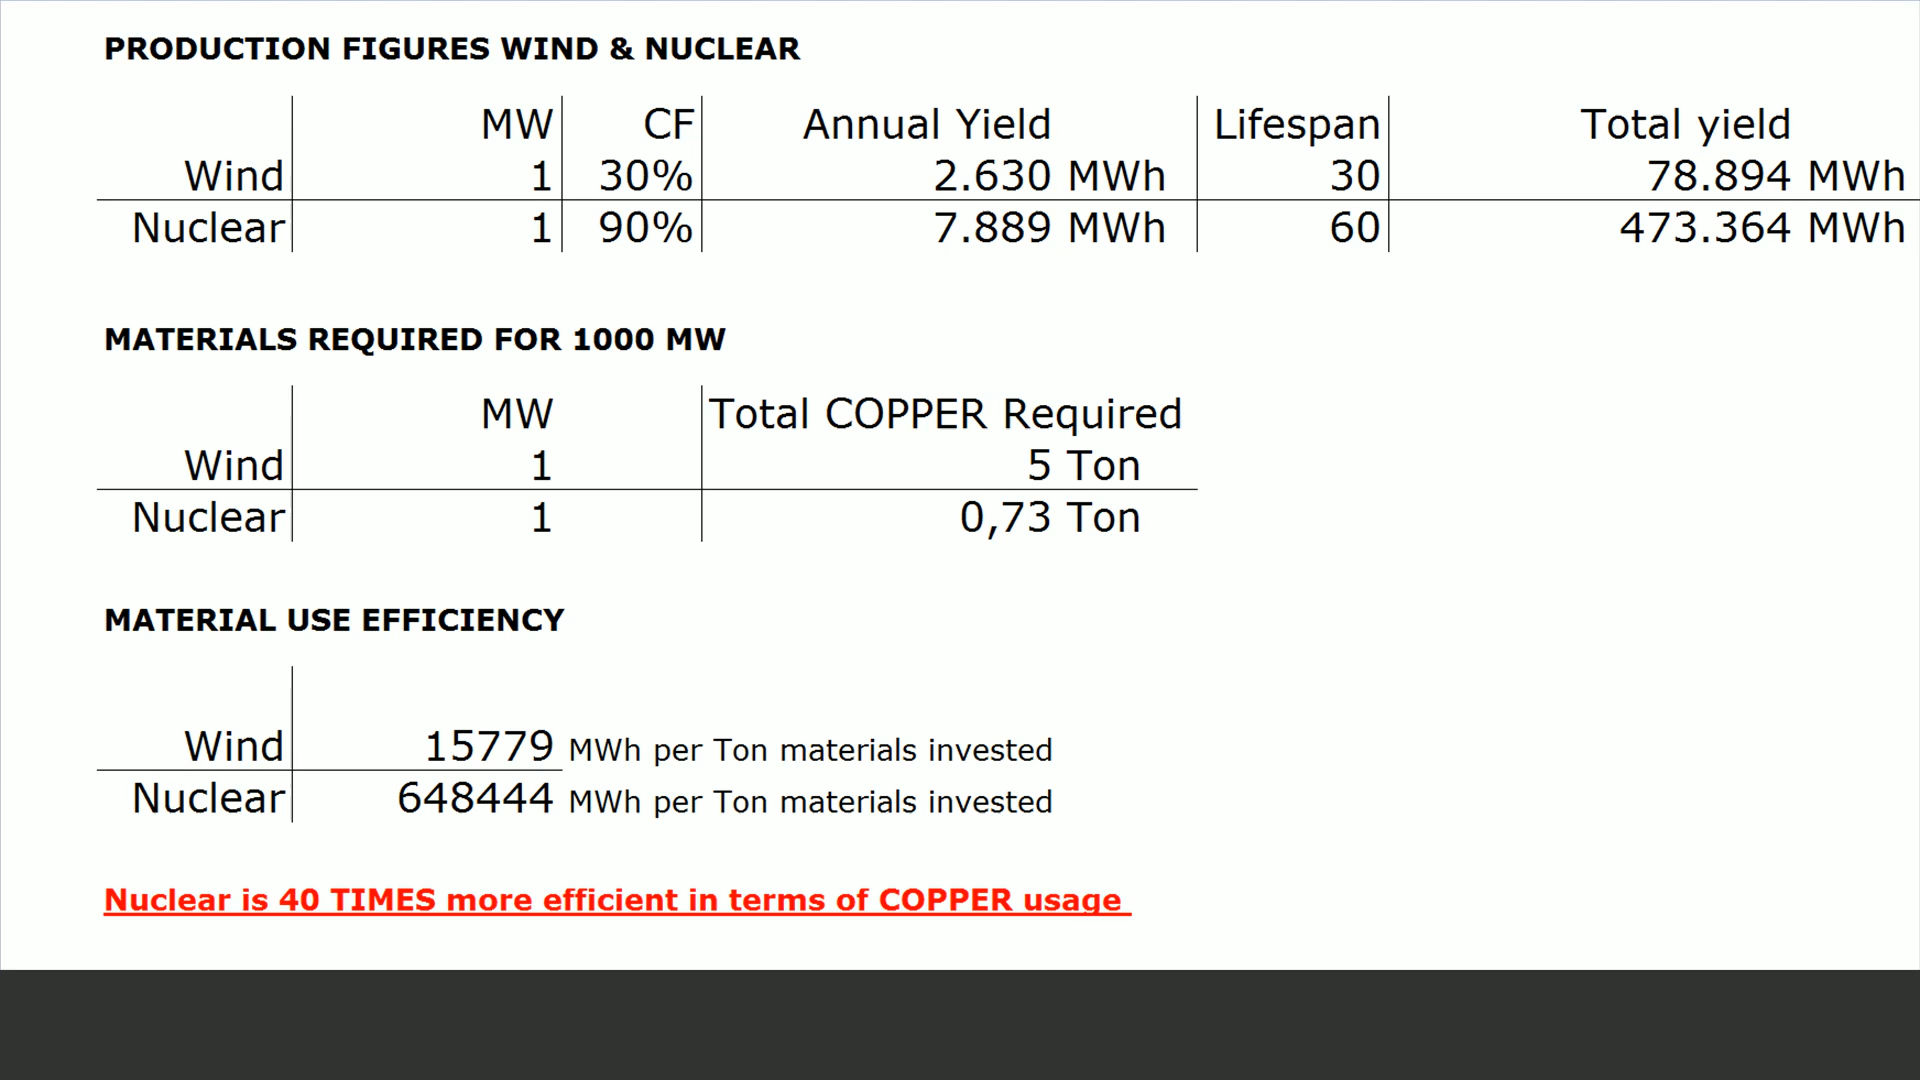 PRODUCTION FIGURES WIND & NUCLEAR
MW CF Annual Yield Lifespan Total yield
Wind 1 30% 2.630 MWh 30 78.894 MWh
Nuclear 1 90% 7.889 MWh 60 473.364 MWh
MATERIALS REQUIRED FOR 1000 MW
MW Total COPPER Required
Wind 1 5 Ton
Nuclear 1 0,73 Ton
MATERIAL USE EFFICIENCY
Wind 15779 MWh per Ton materials invested
Nuclear 648444 MWh per Ton materials invested
Nuclear is 40 TIMES more efficient in terms of COPPER usage